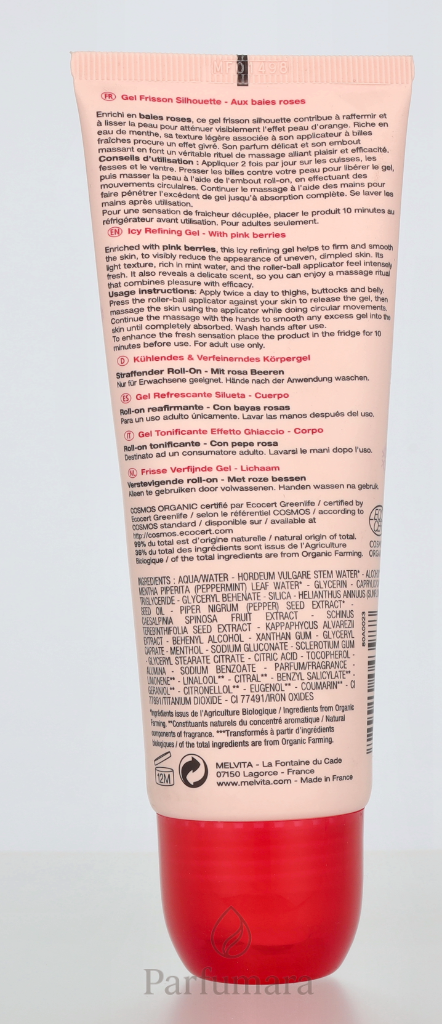 FR Gel Frisson Silhouette - Aux baies roses
Enrichi en baies roses, ce gel frisson silhouette contribue à raffermir et
à lisser la peau pour atténuer visiblement l'effet peau d'orange. Riche en
eau de menthe, sa texture légère associée à son applicateur à billes
fraîches procure un effet givré. Son parfum délicat et son embout
massant en font un véritable rituel de massage alliant plaisir et efficacité.
Conseils d'utilisation : Appliquer 2 fois par jour sur les cuisses, les
fesses et le ventre. Presser les billes contre votre peau pour libérer le gel,
puis masser la peau à l'aide de l'embout roll-on, en effectuant des
mouvements circulaires. Continuer le massage à l'aide des mains pour
faire pénétrer l'excédent de gel jusqu'à absorption complète. Se laver les
mains après utilisation.
Pour une sensation de fraîcheur décuplée, placer le produit 10 minutes au
réfrigérateur avant utilisation. Pour adultes seulement.
EN Icy Refining Gel - With pink berries
Enriched with pink berries, this icy refining gel helps to firm and smooth
the skin, to visibly reduce the appearance of uneven, dimpled skin. Its
light texture, rich in mint water, and the roller-ball applicator feel intensely
fresh. It also reveals a delicate scent, so you can enjoy a massage ritual
that combines pleasure with efficacy.
Usage instructions: Apply twice a day to thighs, buttocks and belly.
Press the roller-ball applicator against your skin to release the gel, then
massage the skin using the applicator while doing circular movements.
Continue the massage with the hands to smooth any excess gel into the
skin until completely absorbed. Wash hands after use.
To enhance the fresh sensation place the product in the fridge for 10
minutes before use. For adult use only.
D Kühlendes & Verfeinerndes Körpergel
Straffender Roll-On - Mit rosa Beeren
Nur für Erwachsene geeignet. Hände nach der Anwendung waschen.
ES Gel Refrescante Silueta - Cuerpo
Roll-on reafirmante - Con bayas rosas
Para un uso adulto únicamente. Lavar las manos después del uso.
IT Gel Tonificante Effetto Ghiaccio - Corpo
Roll-on tonificante - Con pepe rosa
Destinato ad un consumatore adulto. Lavarsi le mani dopo l'uso.
NL Frisse Verfijnde Gel - Lichaam
Verstevigende roll-on - Met roze bessen
Alleen te gebruiken door volwassenen. Handen wassen na gebruik.
COSMOS ORGANIC certifié par Ecocert Greenlife / certified by
Ecocert Greenlife / selon le référentiel COSMOS / according to
COSMOS standard / disponible sur / available at
http://cosmos.ecocert.com
99% du total est d'origine naturelle / natural origin of total.
36% du total des ingrédients sont issus de l'Agriculture
Biologique / of the total ingredients are from Organic Farming.
INGREDIENTS : AQUA/WATER - HORDEUM VULGARE STEM WATER* - ALCOHOL
MENTHA PIPERITA (PEPPERMINT) LEAF WATER* - GLYCERIN - CAPRYLIC/
TRIGLYCERIDE - GLYCERYL BEHENATE - SILICA - HELIANTHUS ANNUUS
SEED OIL - PIPER NIGRUM (PEPPER) SEED EXTRACT* -
CAESALPINIA SPINOSA FRUIT EXTRACT - SCHINUS
TEREBINTHIFOLIA SEED EXTRACT - KAPPAPHYCUS ALVAREZII
EXTRACT - BEHENYL ALCOHOL - XANTHAN GUM - GLYCERYL
CAPRATE - MENTHOL - SODIUM GLUCONATE - SCLEROTIUM GUM
- GLYCERYL STEARATE CITRATE - CITRIC ACID - TOCOPHEROL -
ALUMINA - SODIUM BENZOATE - PARFUM/FRAGRANCE -
LIMONENE** - LINALOOL** - CITRAL** - BENZYL SALICYLATE** -
GERANIOL** - CITRONELLOL** - EUGENOL** - COUMARIN** - CI
77891/TITANIUM DIOXIDE - CI 77491/IRON OXIDES
*Ingrédients issus de l'Agriculture Biologique / Ingredients from Organic
Farming. **Constituants naturels du concentré aromatique / Natural
components of fragrance. ***Transformés à partir d'ingrédients
biologiques / of the total ingredients are from Organic Farming.
12M
MELVITA - La Fontaine du Cade
07150 Lagorce - France
www.melvita.com - Made in France
Parfumara